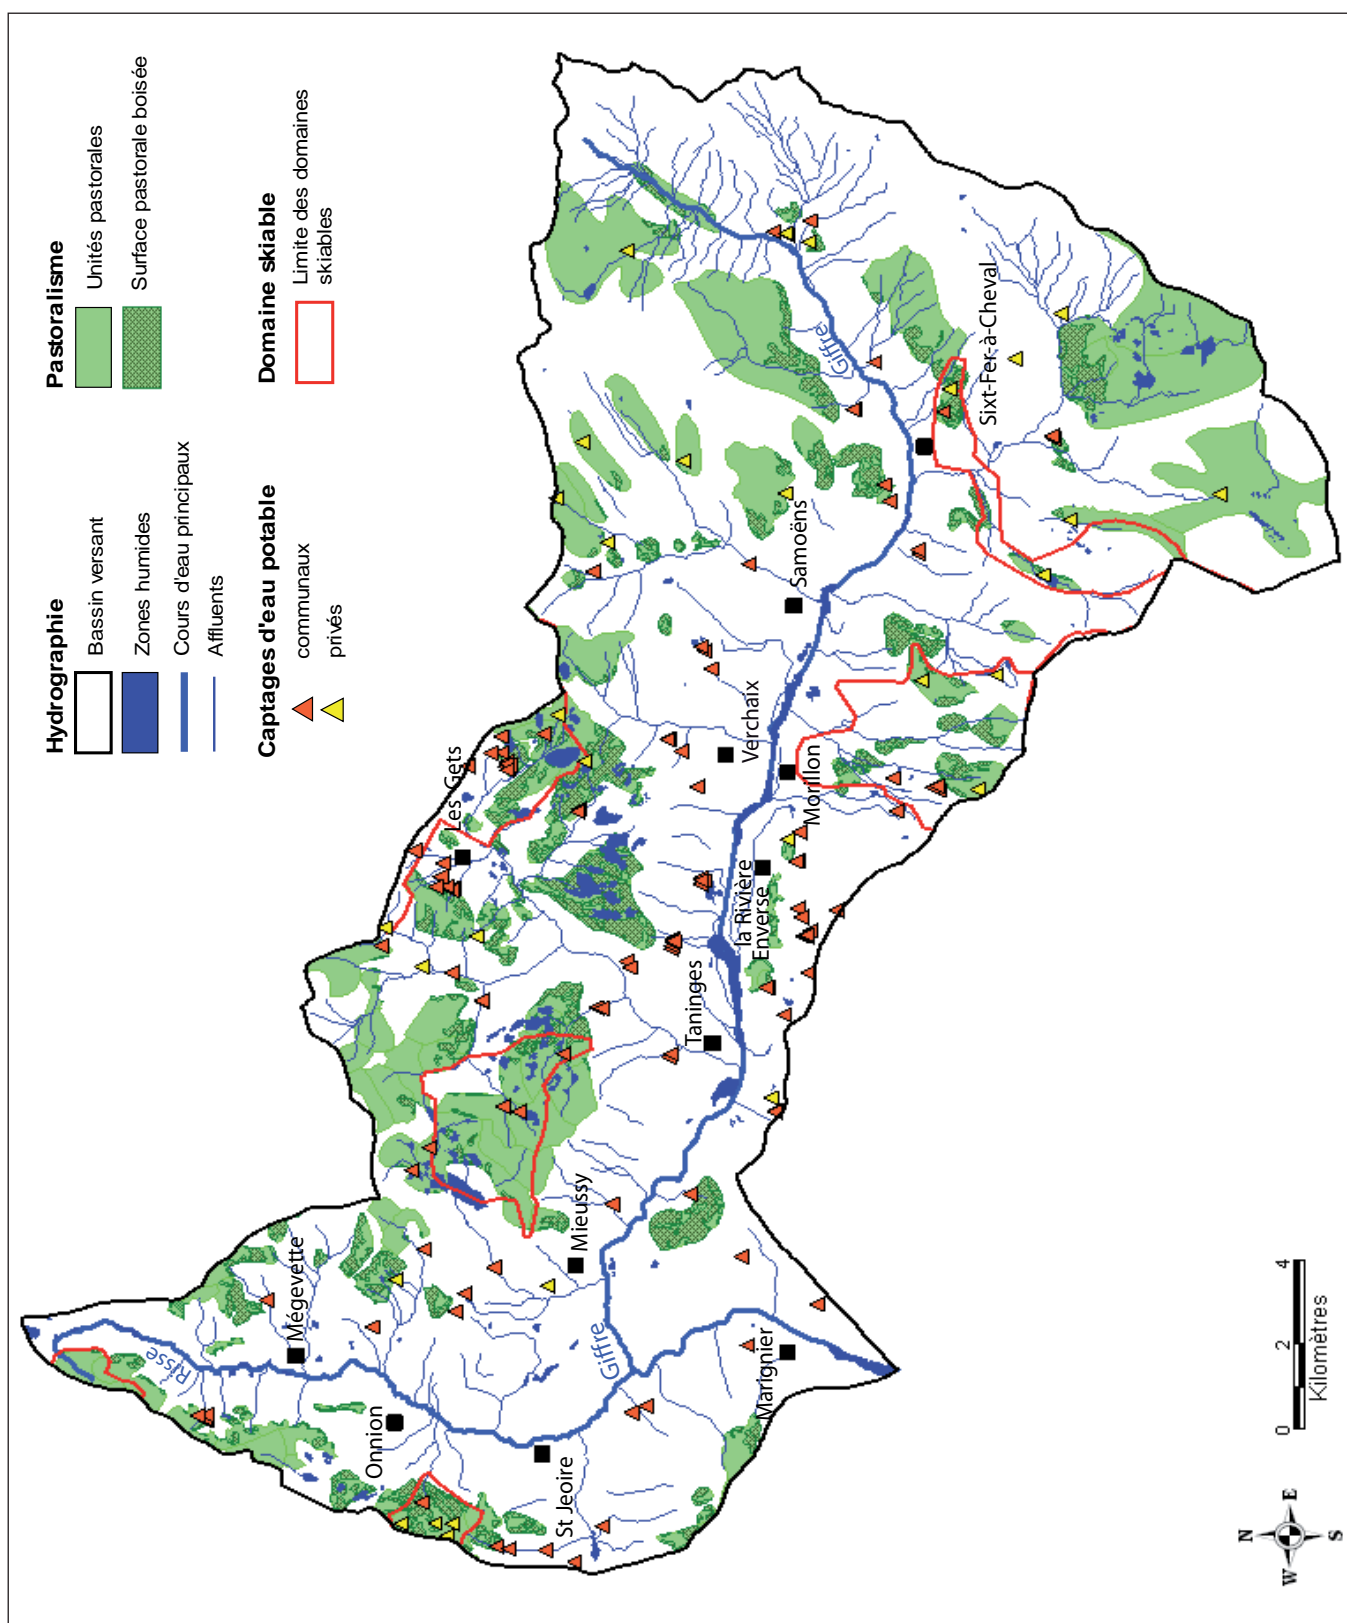 Hydrographie
Bassin versant
Zones humides
Cours d'eau principaux
Affluents
Captages d'eau potable
communaux
privés
Pastoralisme
Unités pastorales
Surface pastorale boisée
Domaine skiable
Limite des domaines
skiables
Risse
Mégevette
Onnion
St Jeoire
Giffre
Marignier
Mieussy
Taninges
la Rivière
Enverse
Les Gets
Verchaix
Morillon
Samoëns
Giffre
Sixt-Fer-à-Cheval
N
W
E
S
0
2
4
Kilomètres